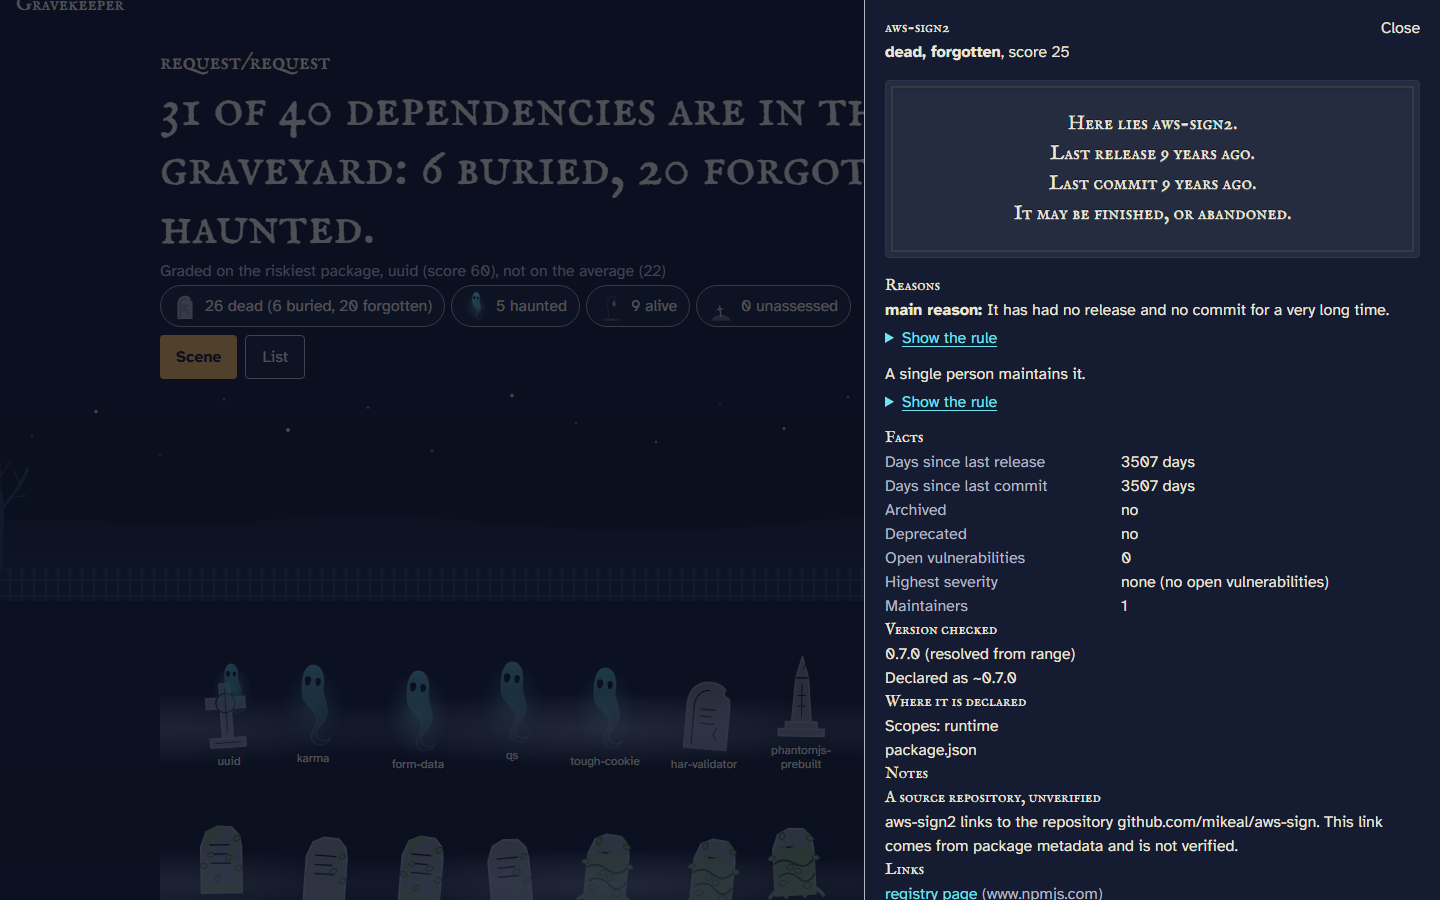 Gravekeeper
request/request
31 of 40 dependencies are in th
graveyard: 6 buried, 20 forgot
haunted.
Graded on the riskiest package, uuid (score 60), not on the average (22)
26 dead (6 buried, 20 forgotten)
5 haunted
9 alive
0 unassessed
Scene
List
uuid
karma
form-data
qs
tough-cookie
har-validator
phantomjs-
prebuilt
aws-sign2
Close
dead, forgotten, score 25
Here lies aws-sign2.
Last release 9 years ago.
Last commit 9 years ago.
It may be finished, or abandoned.
Reasons
main reason: It has had no release and no commit for a very long time.
Show the rule
A single person maintains it.
Show the rule
Facts
Days since last release 3507 days
Days since last commit 3507 days
Archived no
Deprecated no
Open vulnerabilities 0
Highest severity none (no open vulnerabilities)
Maintainers 1
Version checked
0.7.0 (resolved from range)
Declared as ~0.7.0
Where it is declared
Scopes: runtime
package.json
Notes
A source repository, unverified
aws-sign2 links to the repository github.com/mikeal/aws-sign. This link
comes from package metadata and is not verified.
Links
registry page (www.npmjs.com)